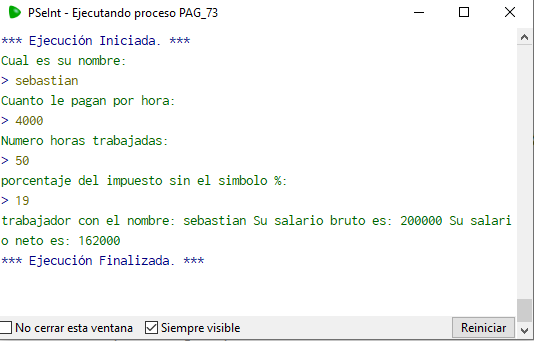 PSeInt - Ejecutando proceso PAG_73
*** Ejecución Iniciada. ***
Cual es su nombre:
> sebastian
Cuanto le pagan por hora:
> 4000
Numero horas trabajadas:
> 50
porcentaje del impuesto sin el simbolo %:
> 19
trabajador con el nombre: sebastian Su salario bruto es: 200000 Su salari
o neto es: 162000
*** Ejecución Finalizada. ***
No cerrar esta ventana Siempre visible Reiniciar